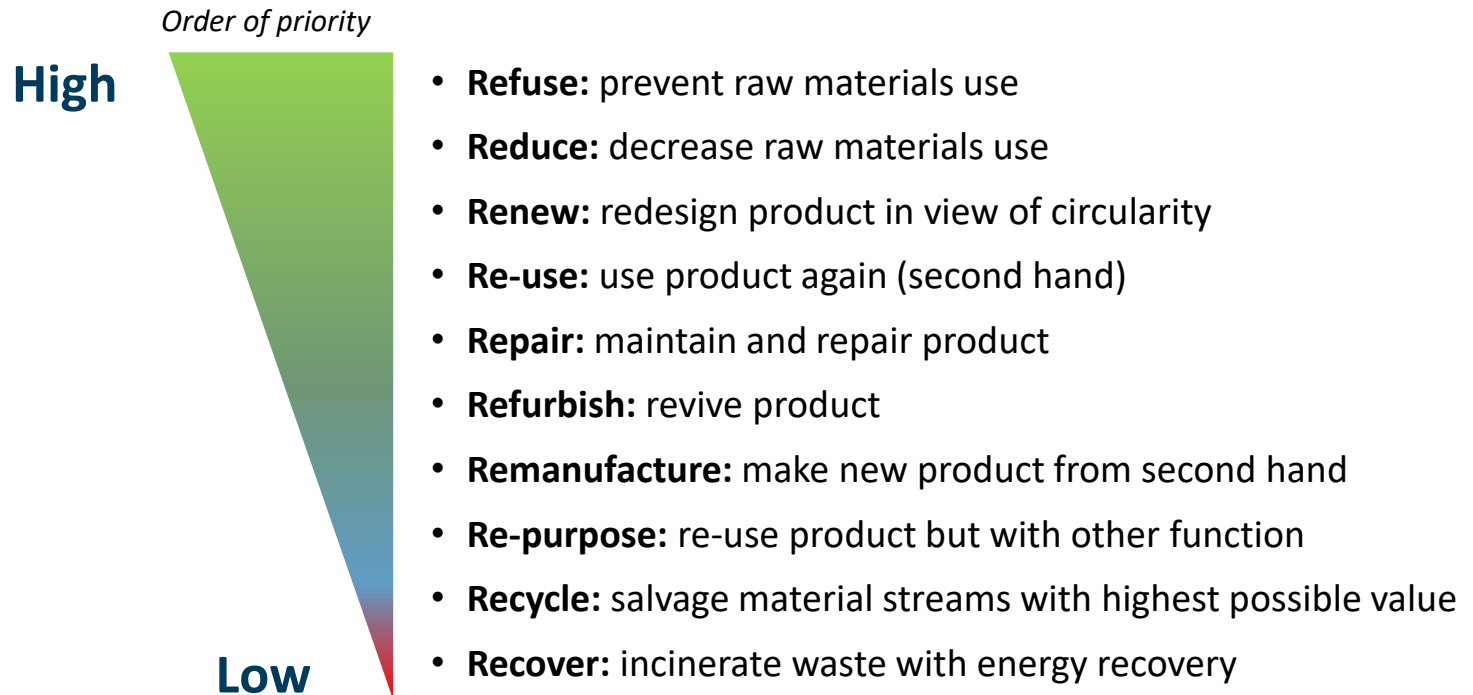 Order of priority
High
• Refuse: prevent raw materials use
• Reduce: decrease raw materials use
• Renew: redesign product in view of circularity
• Re-use: use product again (second hand)
• Repair: maintain and repair product
• Refurbish: revive product
• Remanufacture: make new product from second hand
• Re-purpose: re-use product but with other function
• Recycle: salvage material streams with highest possible value
• Recover: incinerate waste with energy recovery
Low